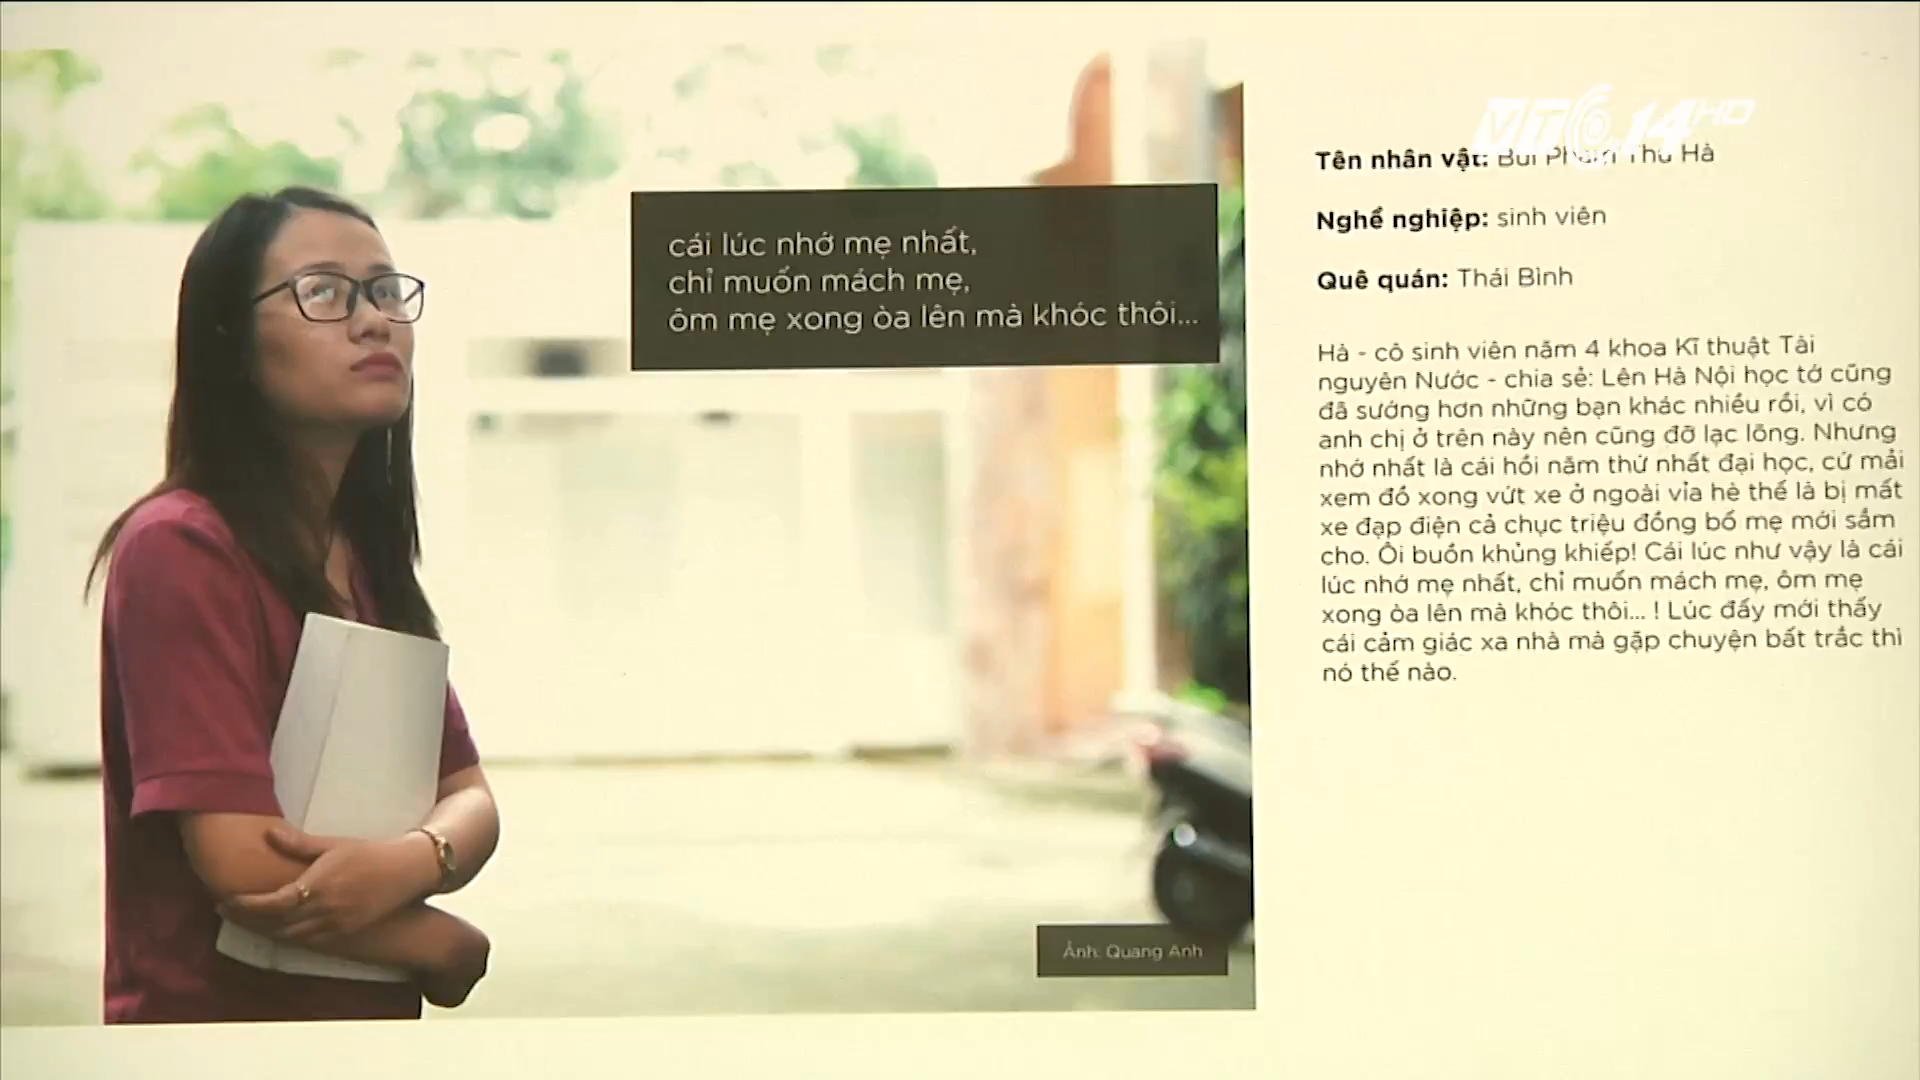 VTC14 HD
cái lúc nhớ mẹ nhất,
chỉ muốn mách mẹ,
ôm mẹ xong òa lên mà khóc thôi...
Ảnh: Quang Anh
Tên nhân vật: Bùi Phạm Thu Hà
Nghề nghiệp: sinh viên
Quê quán: Thái Bình
Hà - cô sinh viên năm 4 khoa Kĩ thuật Tài
nguyên Nước - chia sẻ: Lên Hà Nội học tớ cũng
đã sướng hơn những bạn khác nhiều rồi, vì có
anh chị ở trên này nên cũng đỡ lạc lõng. Nhưng
nhớ nhất là cái hồi năm thứ nhất đại học, cứ mải
xem đồ xong vứt xe ở ngoài vỉa hè thế là bị mất
xe đạp điện cả chục triệu đồng bố mẹ mới sắm
cho. Ôi buồn khủng khiếp! Cái lúc như vậy là cái
lúc nhớ mẹ nhất, chỉ muốn mách mẹ, ôm mẹ
xong òa lên mà khóc thôi... ! Lúc đấy mới thấy
cái cảm giác xa nhà mà gặp chuyện bất trắc thì
nó thế nào.